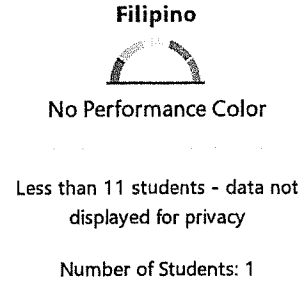 Filipino
No Performance Color
Less than 11 students - data not
displayed for privacy
Number of Students: 1